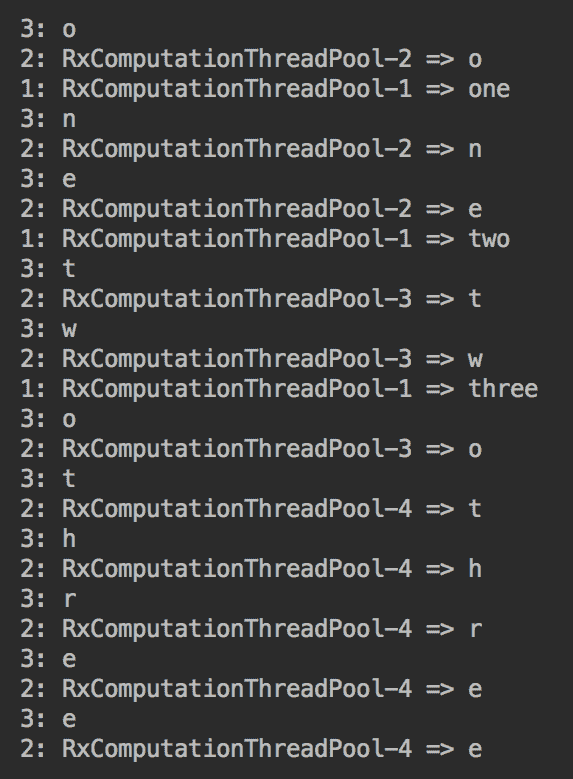 3: o
2: RxComputationThreadPool-2 => o
1: RxComputationThreadPool-1 => one
3: n
2: RxComputationThreadPool-2 => n
3: e
2: RxComputationThreadPool-2 => e
1: RxComputationThreadPool-1 => two
3: t
2: RxComputationThreadPool-3 => t
3: w
2: RxComputationThreadPool-3 => w
1: RxComputationThreadPool-1 => three
3: o
2: RxComputationThreadPool-3 => o
3: t
2: RxComputationThreadPool-4 => t
3: h
2: RxComputationThreadPool-4 => h
3: r
2: RxComputationThreadPool-4 => r
3: e
2: RxComputationThreadPool-4 => e
3: e
2: RxComputationThreadPool-4 => e